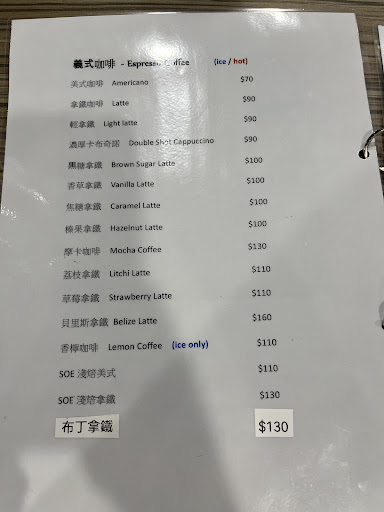 義式咖啡 - Espresso Coffee (ice / hot)
美式咖啡 Americano $70
拿鐵咖啡 Latte $90
輕拿鐵 Light latte $90
濃厚卡布奇諾 Double Shot Cappuccino $90
黑糖拿鐵 Brown Sugar Latte $100
香草拿鐵 Vanilla Latte $100
焦糖拿鐵 Caramel Latte $100
榛果拿鐵 Hazelnut Latte $100
摩卡咖啡 Mocha Coffee $130
荔枝拿鐵 Litchi Latte $110
草莓拿鐵 Strawberry Latte $110
貝里斯拿鐵 Belize Latte $160
香檸咖啡 Lemon Coffee (ice only) $110
SOE 淺焙美式 $110
SOE 淺焙拿鐵 $130
布丁拿鐵 $130